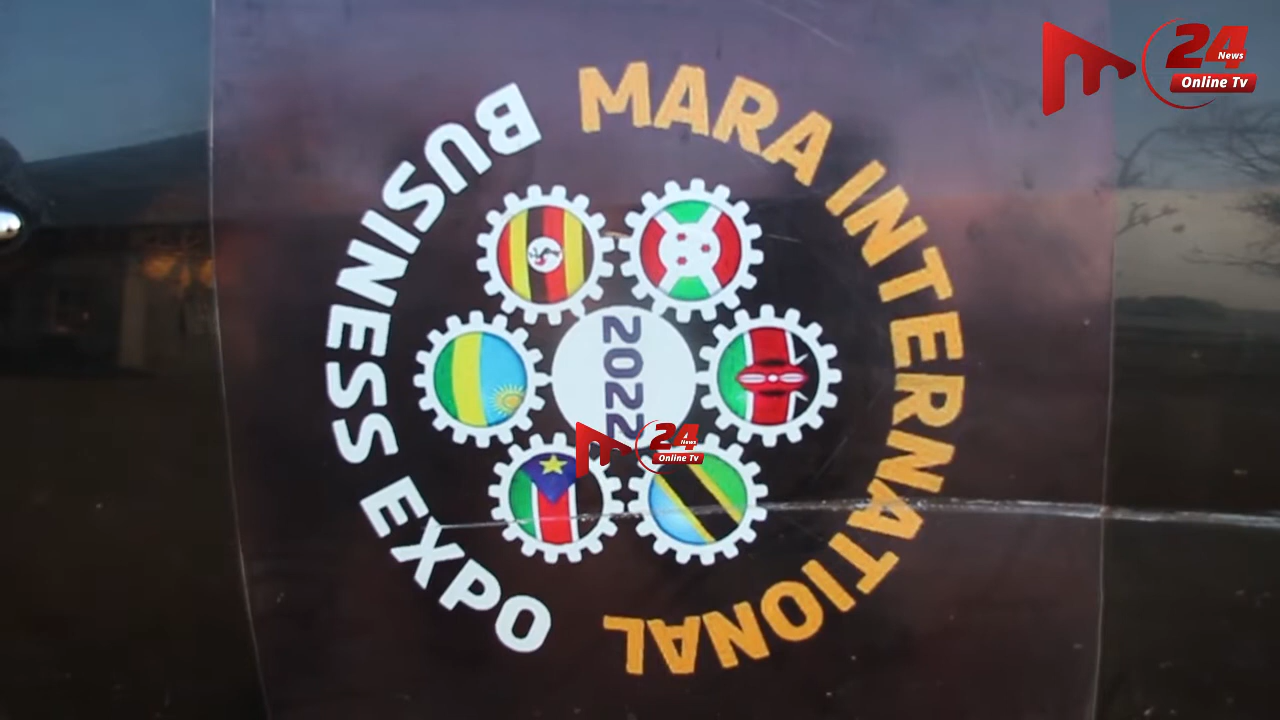 MARA INTERNATIONAL
BUSINESS EXPO
2022
24
News
Online Tv
24
News
Online Tv